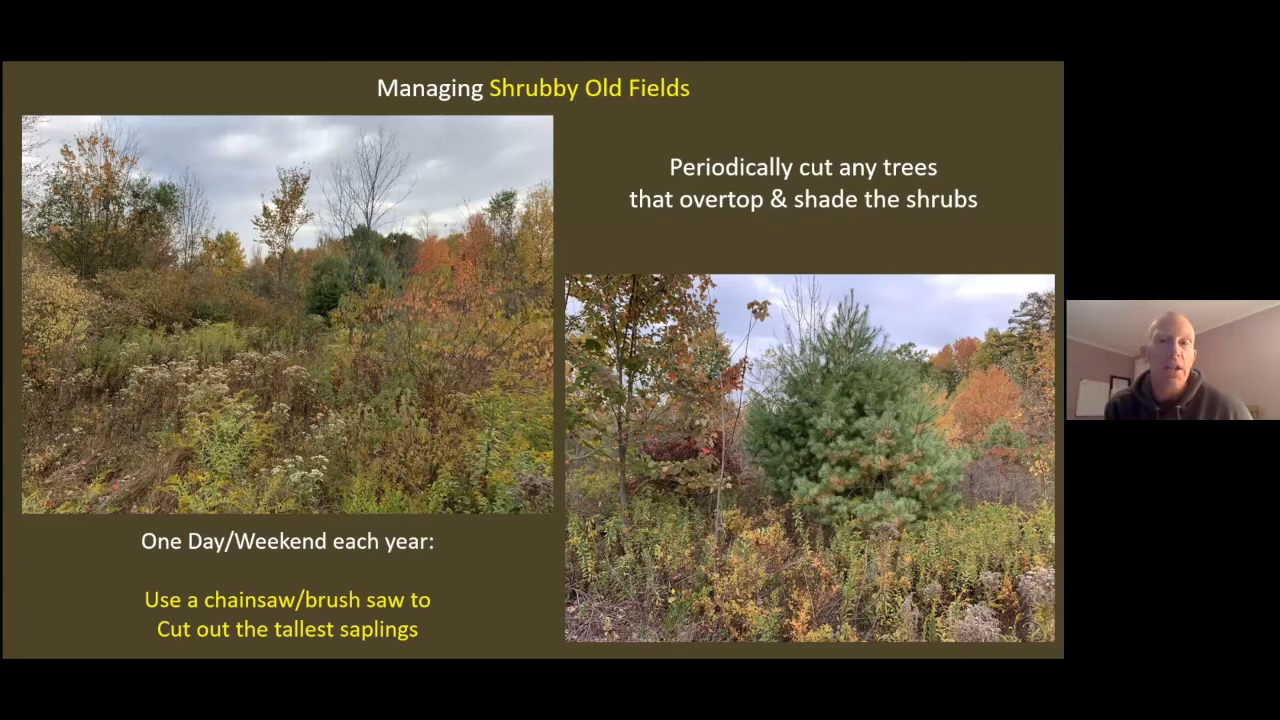 Managing Shrubby Old Fields
Periodically cut any trees
that overtop & shade the shrubs
One Day/Weekend each year:
Use a chainsaw/brush saw to
Cut out the tallest saplings